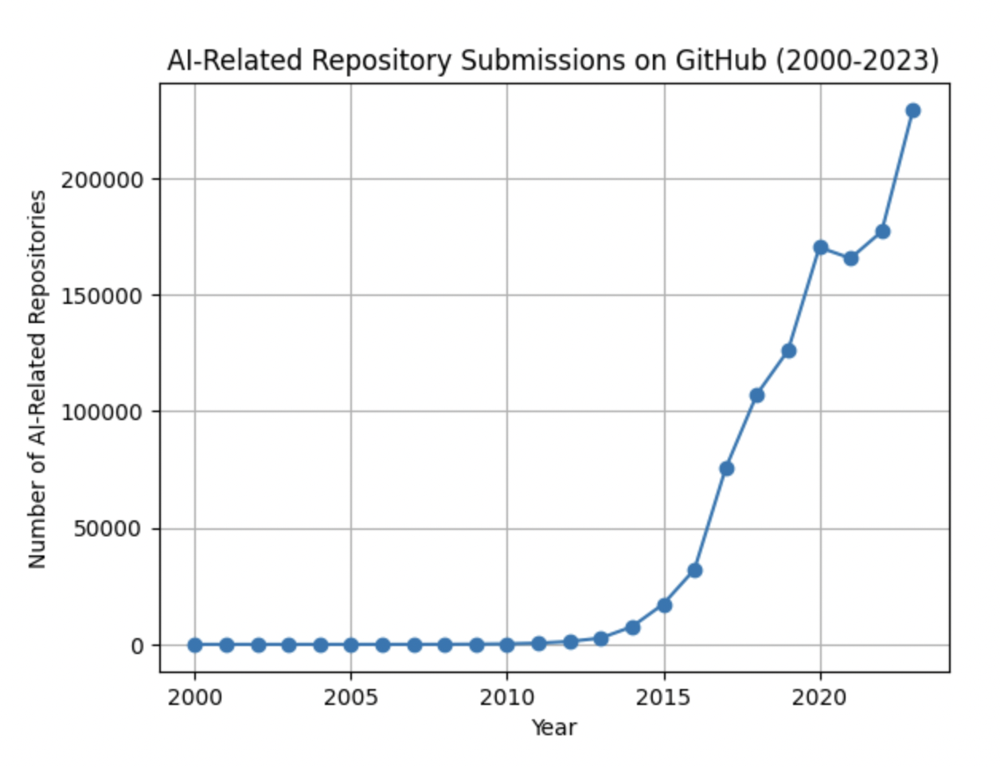 AI-Related Repository Submissions on GitHub (2000-2023)
Number of AI-Related Repositories
200000
150000
100000
50000
0
2000 2005 2010 2015 2020
Year